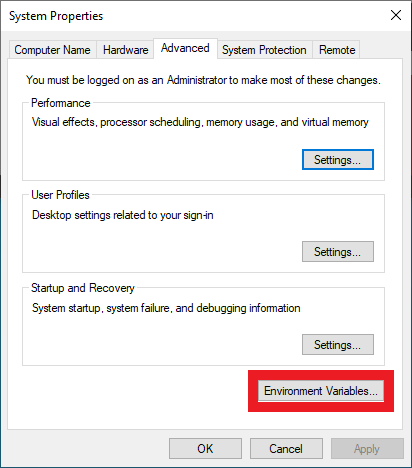 System Properties
Computer Name Hardware Advanced System Protection Remote
You must be logged on as an Administrator to make most of these changes.
Performance
Visual effects, processor scheduling, memory usage, and virtual memory
Settings...
User Profiles
Desktop settings related to your sign-in
Settings...
Startup and Recovery
System startup, system failure, and debugging information
Settings...
Environment Variables...
OK Cancel Apply